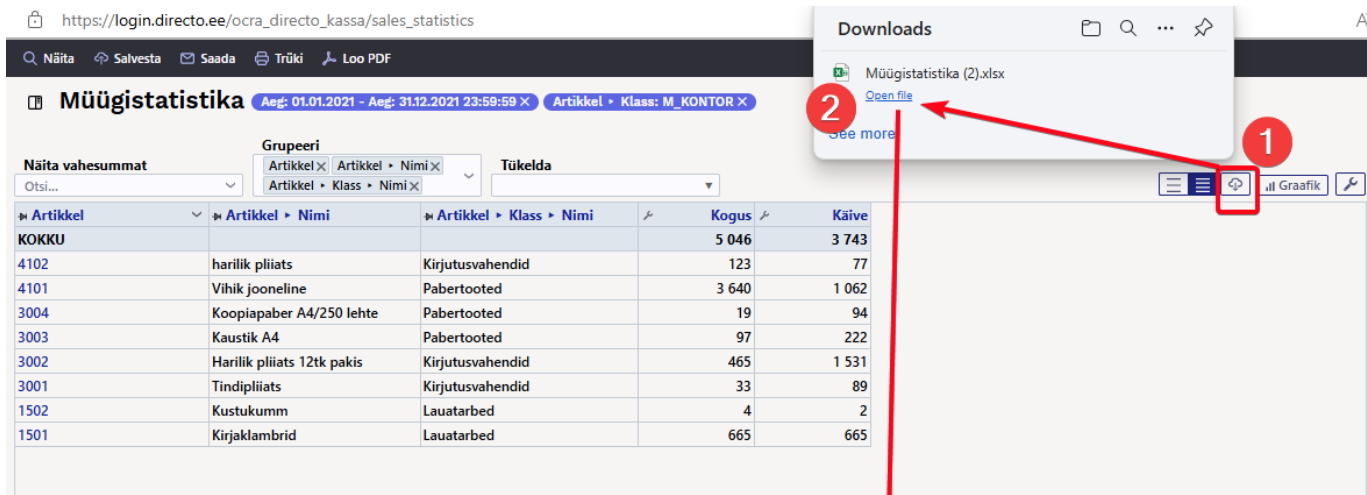 https://login.directo.ee/ocra_directo_kassa/sales_statistics
A
Näita Salvesta Saada Trüki Loo PDF
Downloads
Müügistatistika (2).xlsx
Open file
See more
2
1
Müügistatistika Aeg: 01.01.2021 - Aeg: 31.12.2021 23:59:59 × Artikkel ▸ Klass: M_KONTOR ×
Näita vahesummat
Otsi...
Grupeeri
Artikkel × Artikkel ▸ Nimi ×
Artikkel ▸ Klass ▸ Nimi ×
Tükelda
Graafik
Artikkel Artikkel ▸ Nimi Artikkel ▸ Klass ▸ Nimi Kogus Käive
KOKKU 5 046 3 743
4102 harilik pliiats Kirjutusvahendid 123 77
4101 Vihik jooneline Pabertooted 3 640 1 062
3004 Koopiapaber A4/250 lehte Pabertooted 19 94
3003 Kaustik A4 Pabertooted 97 222
3002 Harilik pliiats 12tk pakis Kirjutusvahendid 465 1 531
3001 Tindipliiats Kirjutusvahendid 33 89
1502 Kustukumm Lauatarbed 4 2
1501 Kirjaklambrid Lauatarbed 665 665